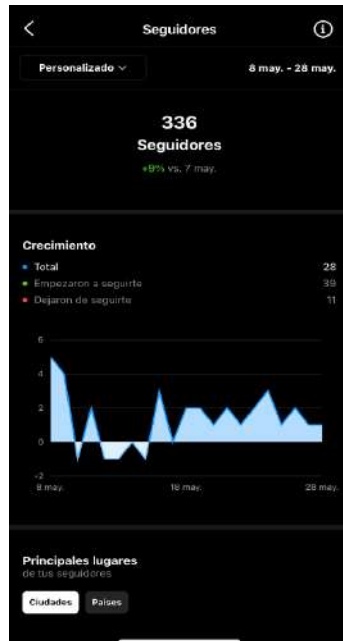 Seguidores
Personalizado
8 may. - 28 may.
336
Seguidores
+9% vs. 7 may.
Crecimiento
Total 28
Empezaron a seguirte 39
Dejaron de seguirte 11
6
4
2
0
-2
8 may. 18 may. 28 may.
Principales lugares
de tus seguidores
Ciudades Países